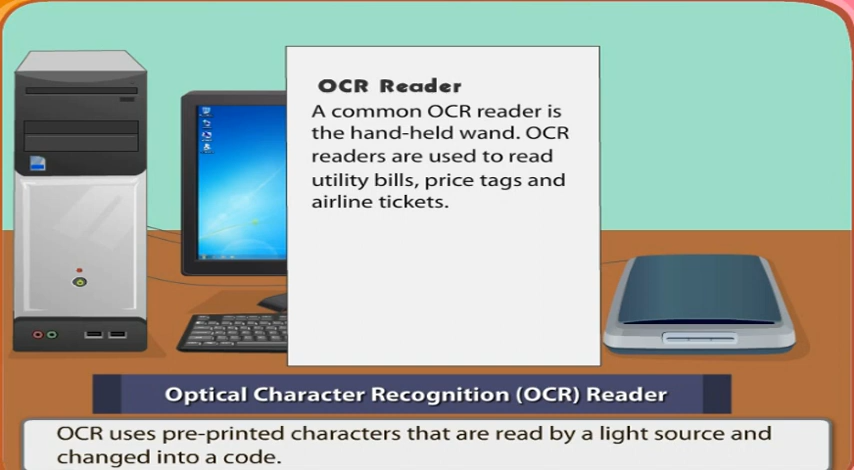 OCR Reader
A common OCR reader is
the hand-held wand. OCR
readers are used to read
utility bills, price tags and
airline tickets.
Optical Character Recognition (OCR) Reader
OCR uses pre-printed characters that are read by a light source and
changed into a code.